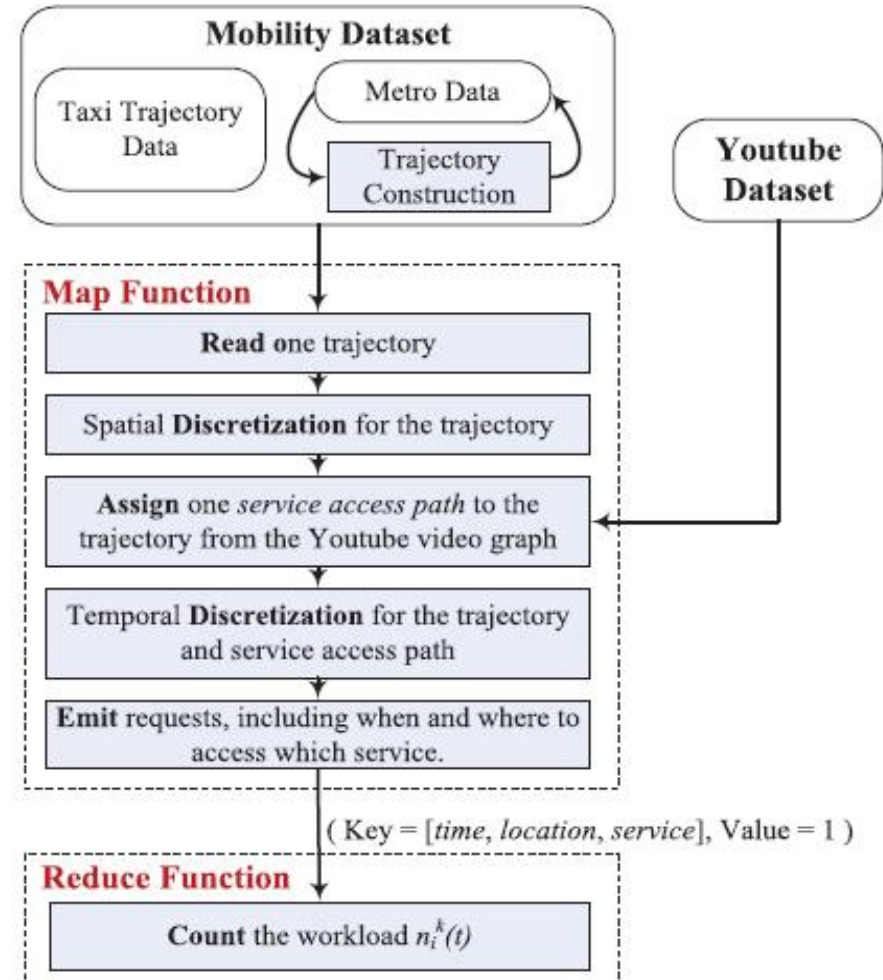 Mobility Dataset
Taxi Trajectory
Data
Metro Data
Trajectory
Construction
Youtube
Dataset
Map Function
Read one trajectory
Spatial Discretization for the trajectory
Assign one service access path to the
trajectory from the Youtube video graph
Temporal Discretization for the trajectory
and service access path
Emit requests, including when and where to
access which service.
( Key = [time, location, service], Value = 1 )
Reduce Function
Count the workload nᵢᵏ(t)